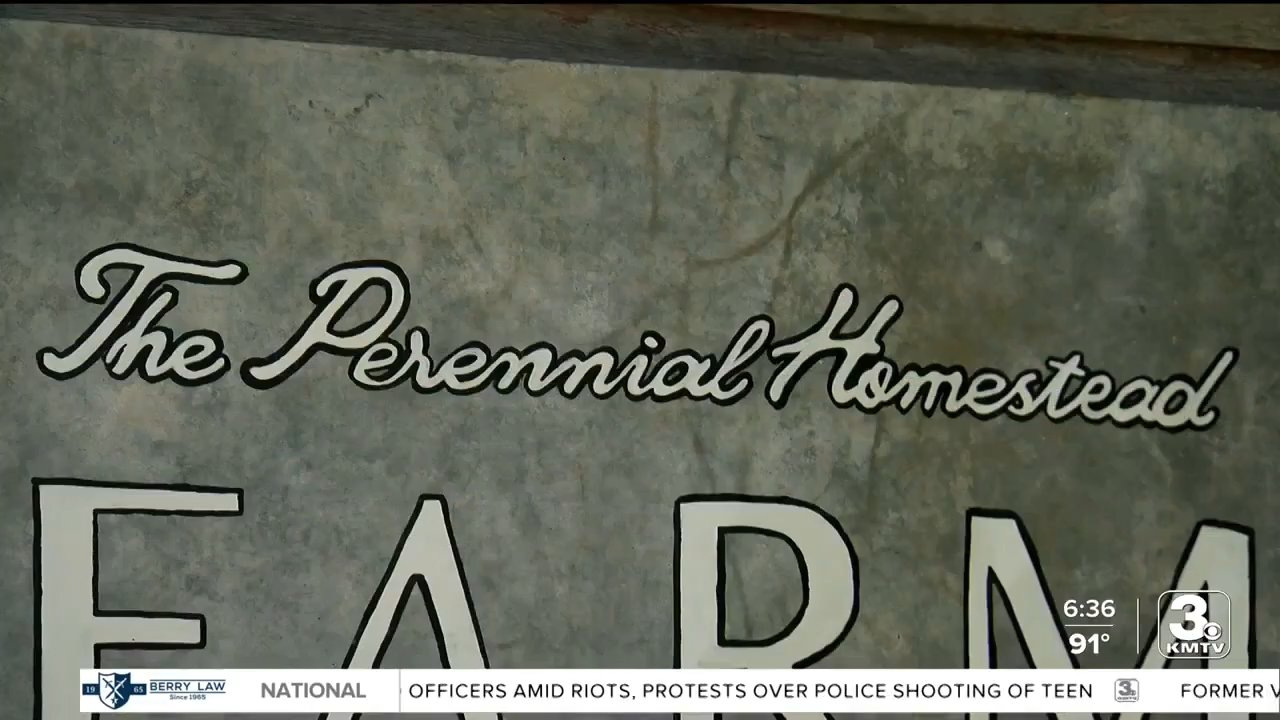 The Perennial Homestead
FARM
6:36
91°
3
KMTV
19 65
BERRY LAW
Since 1965
NATIONAL
OFFICERS AMID RIOTS, PROTESTS OVER POLICE SHOOTING OF TEEN
3
FORMER